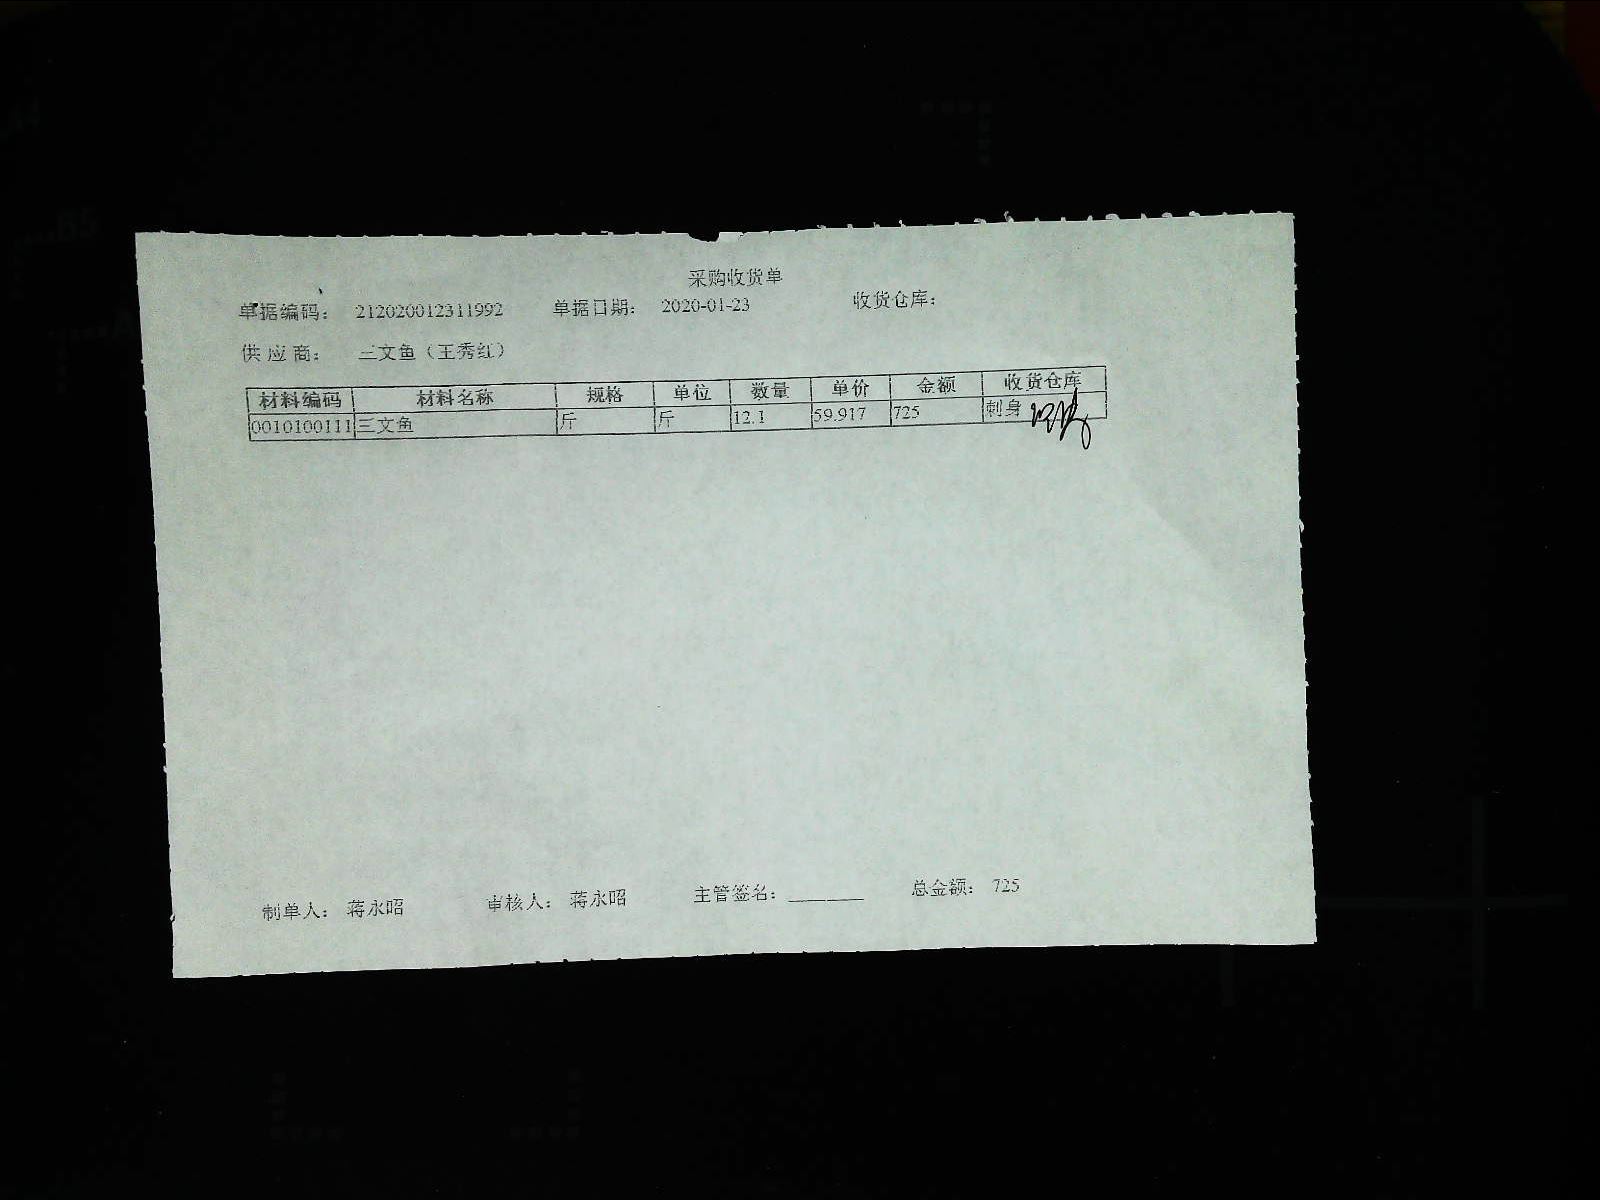 采购收货单
单据编码： 212020012311992 单据日期： 2020-01-23 收货仓库：
供应商： 三文鱼（王秀红）
材料编码 材料名称 规格 单位 数量 单价 金额 收货仓库
0010100111 三文鱼 斤 斤 12.1 59.917 725 刺身
制单人： 蒋永昭 审核人： 蒋永昭 主管签名：________ 总金额： 725